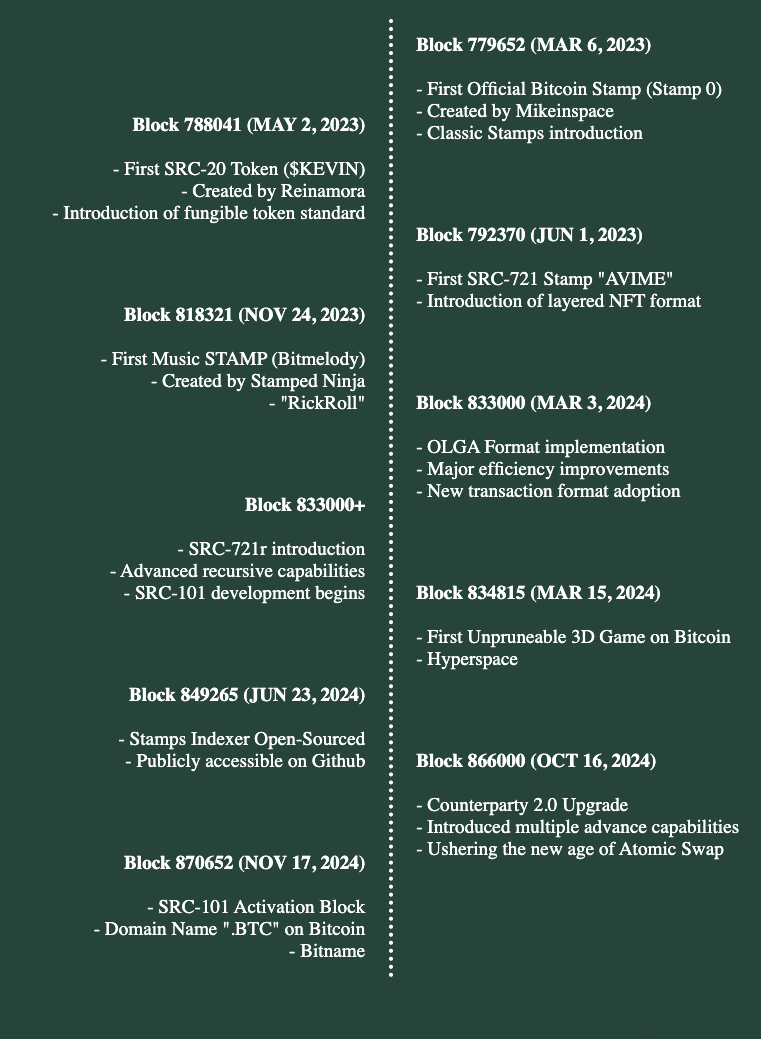 Block 779652 (MAR 6, 2023)
- First Official Bitcoin Stamp (Stamp 0)
- Created by Mikeinspace
- Classic Stamps introduction
Block 788041 (MAY 2, 2023)
- First SRC-20 Token ($KEVIN)
- Created by Reinamora
- Introduction of fungible token standard
Block 792370 (JUN 1, 2023)
- First SRC-721 Stamp "AVIME"
- Introduction of layered NFT format
Block 818321 (NOV 24, 2023)
- First Music STAMP (Bitmelody)
- Created by Stamped Ninja
- "RickRoll"
Block 833000 (MAR 3, 2024)
- OLGA Format implementation
- Major efficiency improvements
- New transaction format adoption
Block 833000+
- SRC-721r introduction
- Advanced recursive capabilities
- SRC-101 development begins
Block 834815 (MAR 15, 2024)
- First Unpruneable 3D Game on Bitcoin
- Hyperspace
Block 849265 (JUN 23, 2024)
- Stamps Indexer Open-Sourced
- Publicly accessible on Github
Block 866000 (OCT 16, 2024)
- Counterparty 2.0 Upgrade
- Introduced multiple advance capabilities
- Ushering the new age of Atomic Swap
Block 870652 (NOV 17, 2024)
- SRC-101 Activation Block
- Domain Name ".BTC" on Bitcoin
- Bitname